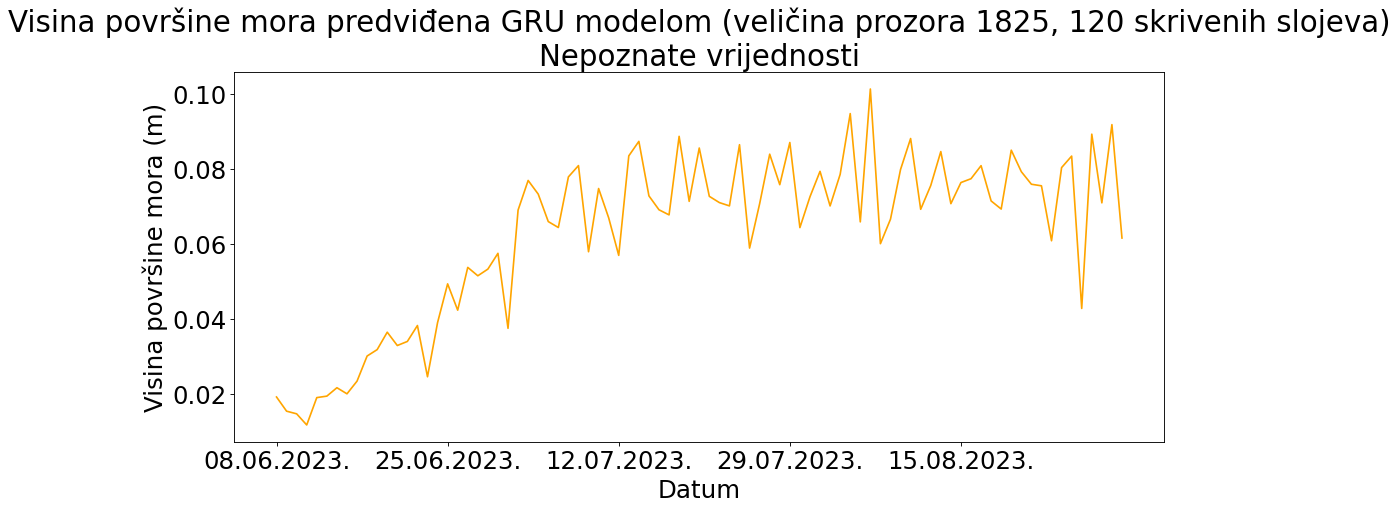 Visina površine mora predviđena GRU modelom (veličina prozora 1825, 120 skrivenih slojeva)
Nepoznate vrijednosti
Visina površine mora (m)
0.10
0.08
0.06
0.04
0.02
08.06.2023. 25.06.2023. 12.07.2023. 29.07.2023. 15.08.2023.
Datum